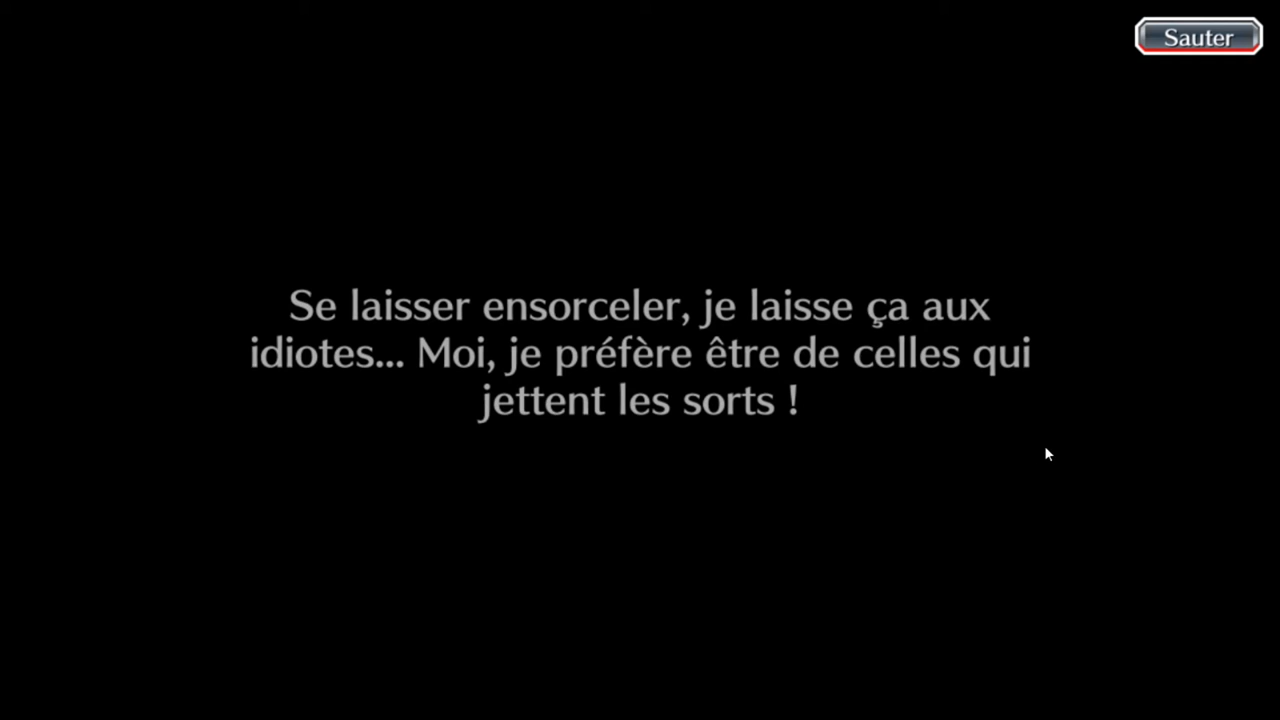 Sauter
Se laisser ensorceler, je laisse ça aux
idiotes... Moi, je préfère être de celles qui
jettent les sorts !